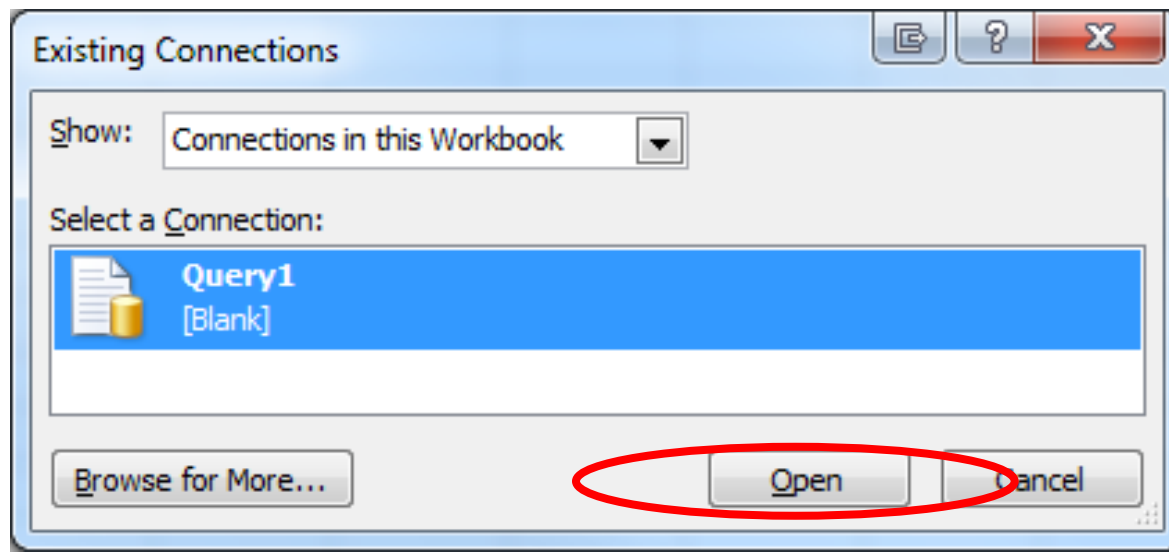 Existing Connections
Show: Connections in this Workbook
Select a Connection:
Query1
[Blank]
Browse for More... Open Cancel